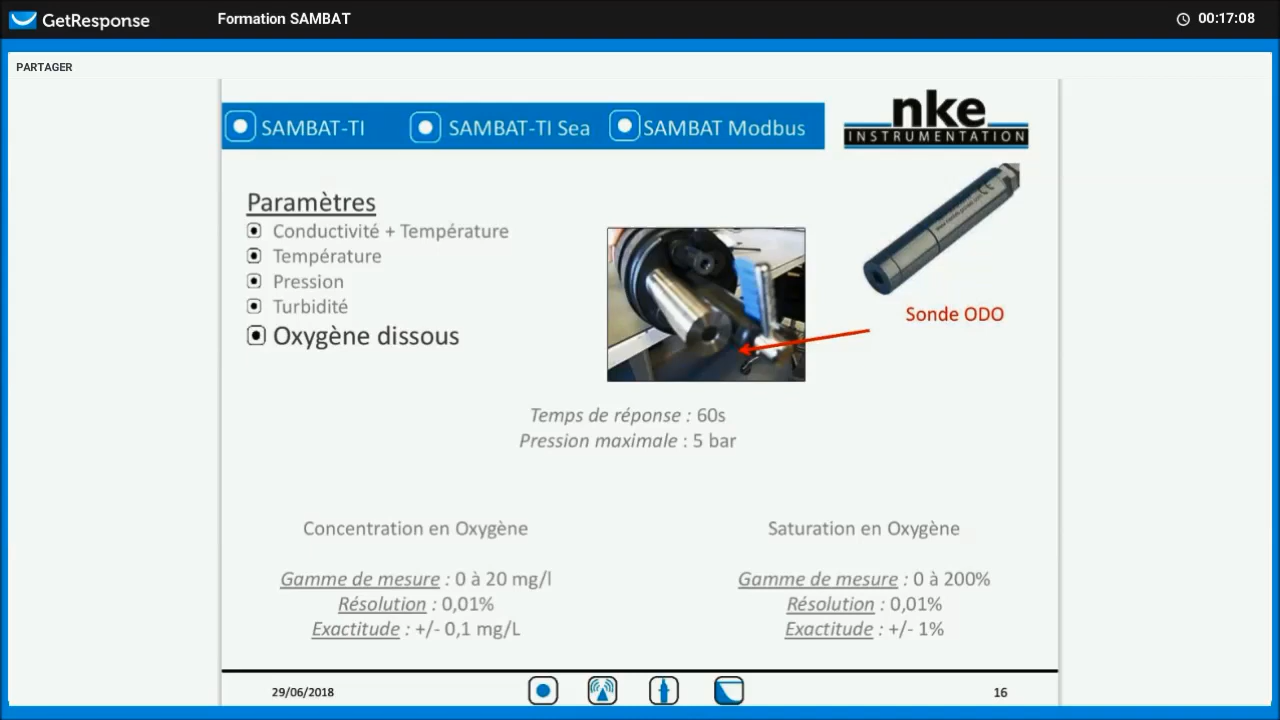 GetResponse
Formation SAMBAT
00:17:08
PARTAGER
SAMBAT-TI
SAMBAT-TI Sea
SAMBAT Modbus
nke
INSTRUMENTATION
Paramètres
Conductivité + Température
Température
Pression
Turbidité
Oxygène dissous
Sonde ODO
Temps de réponse : 60s
Pression maximale : 5 bar
Concentration en Oxygène
Gamme de mesure : 0 à 20 mg/l
Résolution : 0,01%
Exactitude : +/- 0,1 mg/L
Saturation en Oxygène
Gamme de mesure : 0 à 200%
Résolution : 0,01%
Exactitude : +/- 1%
29/06/2018
16